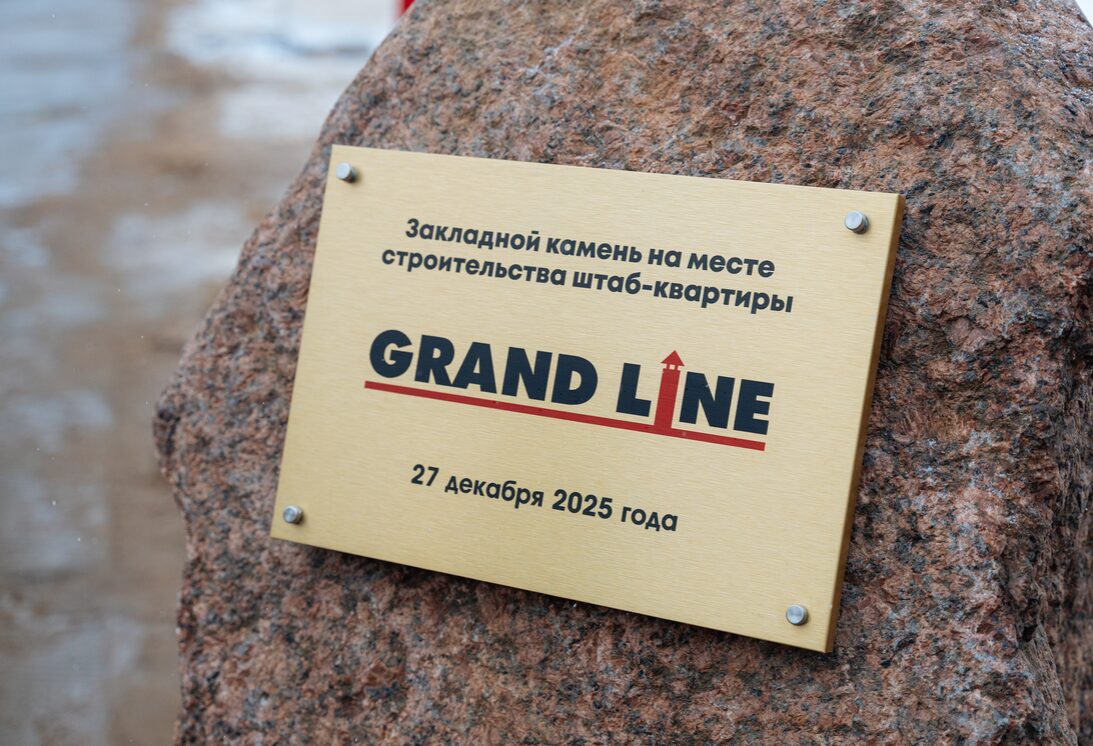 Закладной камень на месте
строительства штаб-квартиры
GRAND LINE
27 декабря 2025 года